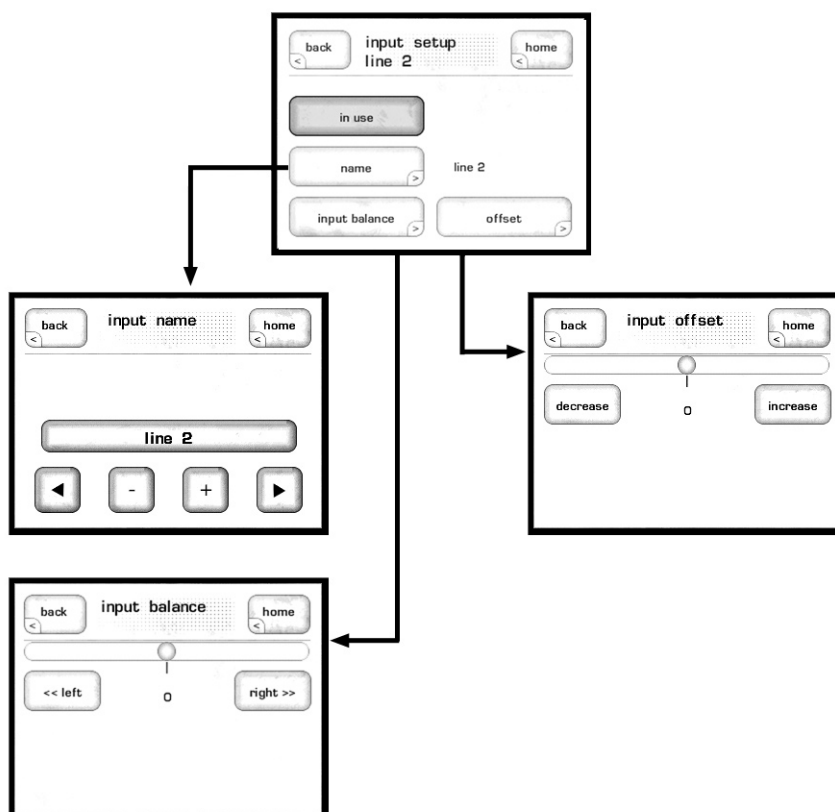 back
<
input setup
line 2
home
<
in use
name
>
line 2
input balance
>
offset
>
back
<
input name
home
<
line 2
◀ - + ▶
back
<
input offset
home
<
decrease
0
increase
back
<
input balance
home
<
<< left
0
right >>